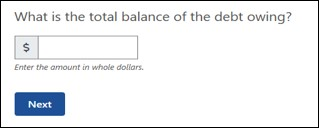 What is the total balance of the debt owing?
$
Enter the amount in whole dollars.
Next